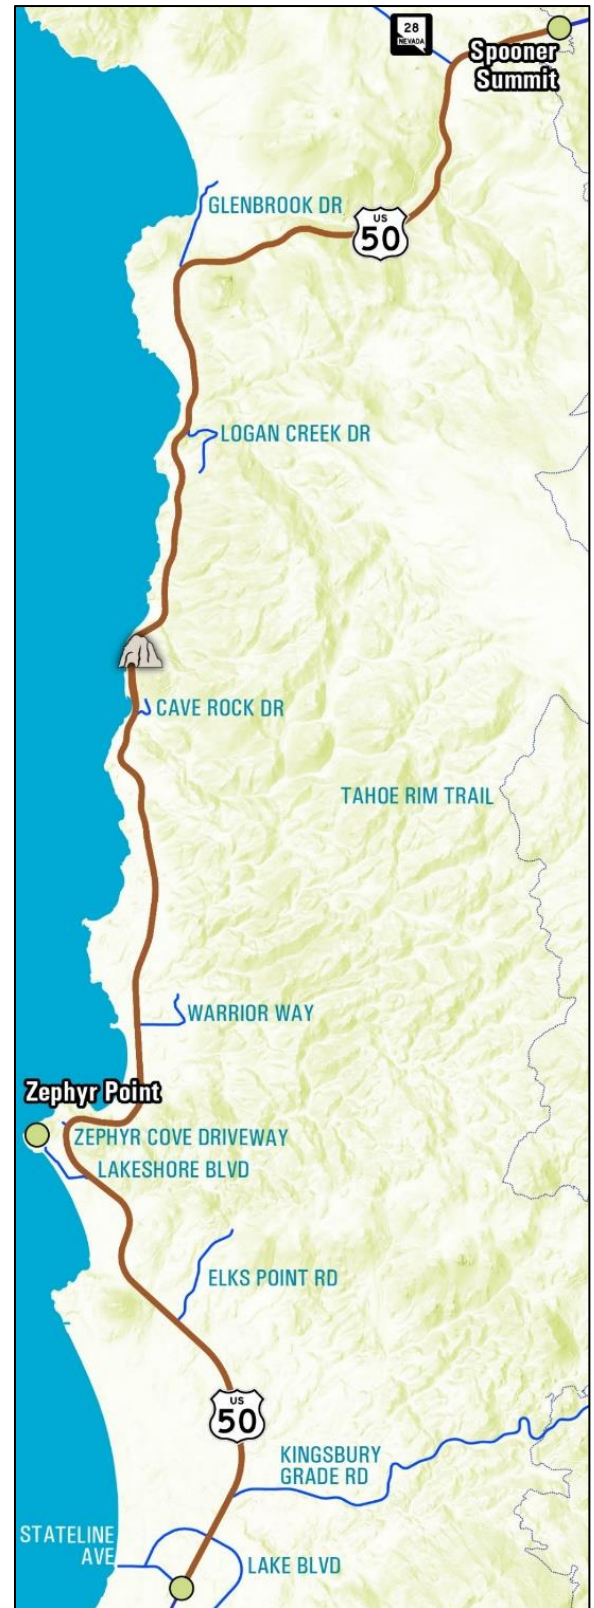 28
NEVADA
Spooner
Summit
GLENBROOK DR
US
50
LOGAN CREEK DR
CAVE ROCK DR
TAHOE RIM TRAIL
WARRIOR WAY
Zephyr Point
ZEPHYR COVE DRIVEWAY
LAKESHORE BLVD
ELKS POINT RD
US
50
KINGSBURY
GRADE RD
STATELINE
AVE
LAKE BLVD